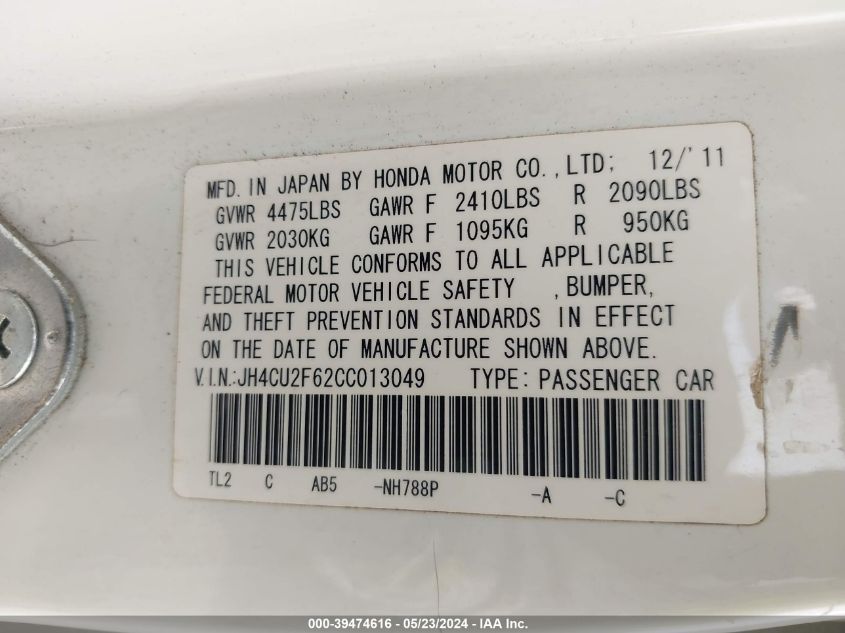 MFD. IN JAPAN BY HONDA MOTOR CO., LTD; 12/'11
GVWR 4475LBS GAWR F 2410LBS R 2090LBS
GVWR 2030KG GAWR F 1095KG R 950KG
THIS VEHICLE CONFORMS TO ALL APPLICABLE
FEDERAL MOTOR VEHICLE SAFETY , BUMPER,
AND THEFT PREVENTION STANDARDS IN EFFECT
ON THE DATE OF MANUFACTURE SHOWN ABOVE.
V.I.N.:JH4CU2F62CC013049 TYPE: PASSENGER CAR
TL2 C AB5 -NH788P -A -C
000-39474616 / 05/23/2024 - IAA Inc.